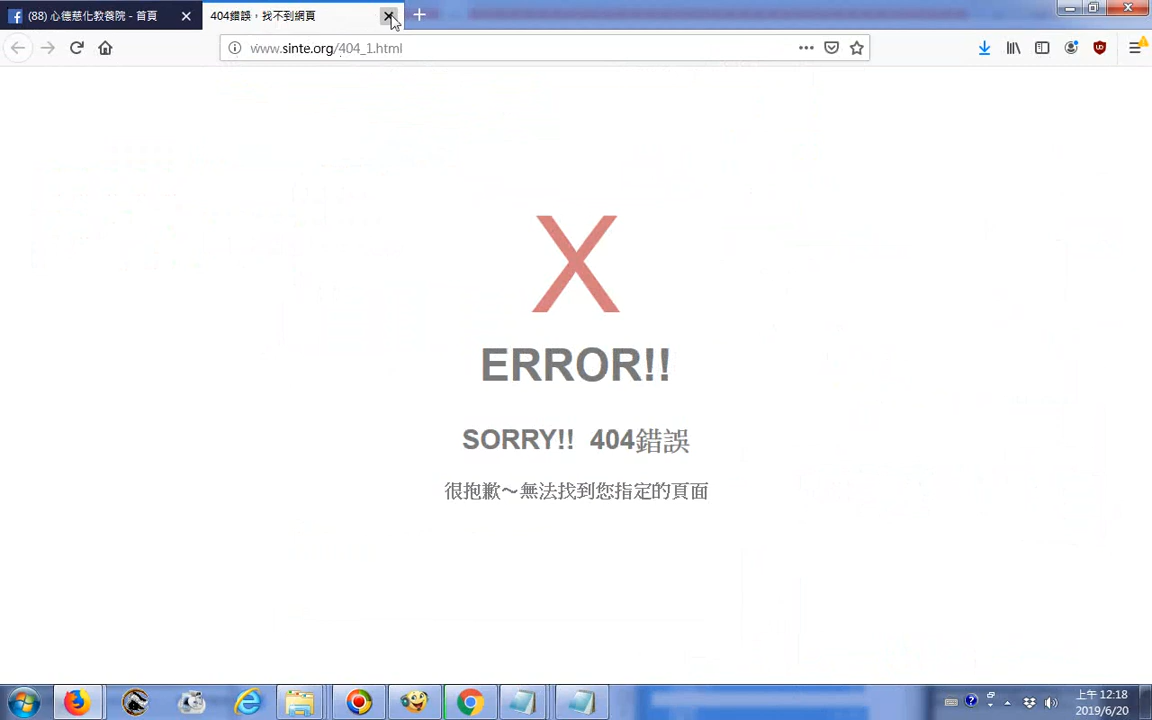 (88) 心德慈化教養院 - 首頁
404錯誤，找不到網頁
www.sinte.org/404_1.html
X
ERROR!!
SORRY!! 404錯誤
很抱歉～無法找到您指定的頁面
上午 12:18
2019/6/20